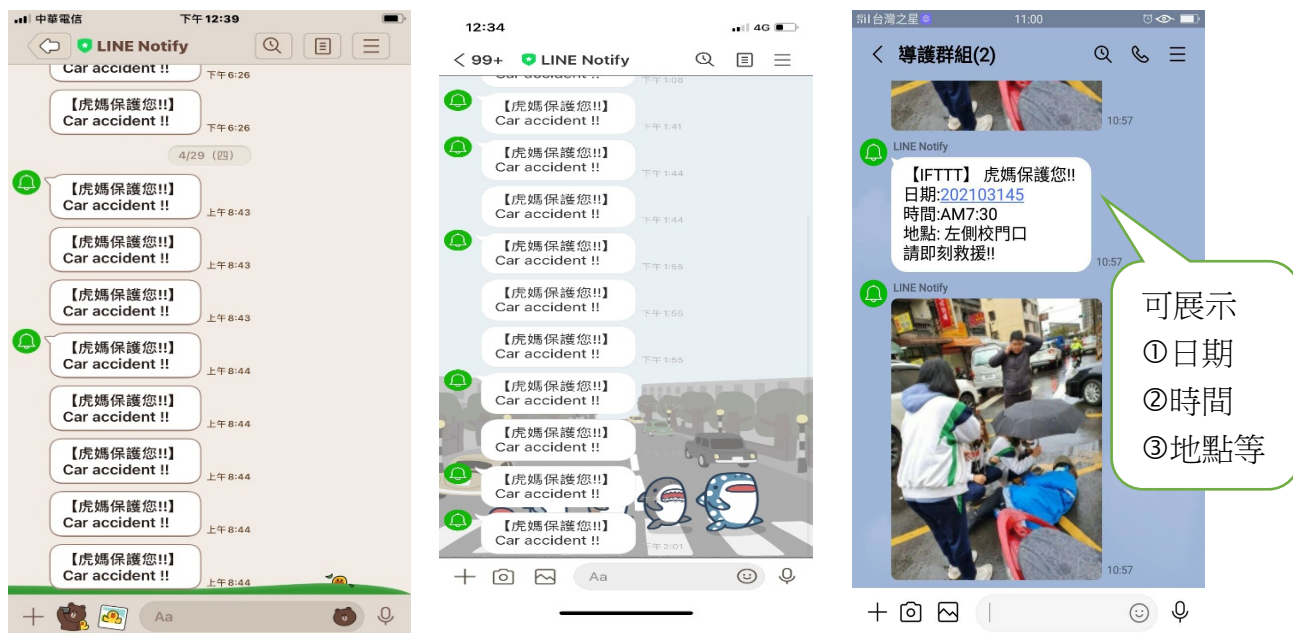 中華電信 下午12:39
LINE Notify
Car accident !! 下午 6:26
【虎媽保護您!!】
Car accident !! 下午 6:26
4/29 (四)
【虎媽保護您!!】
Car accident !! 上午 8:43
【虎媽保護您!!】
Car accident !! 上午 8:43
【虎媽保護您!!】
Car accident !! 上午 8:43
【虎媽保護您!!】
Car accident !! 上午 8:44
【虎媽保護您!!】
Car accident !! 上午 8:44
【虎媽保護您!!】
Car accident !! 上午 8:44
【虎媽保護您!!】
Car accident !! 上午 8:44
【虎媽保護您!!】
Car accident !! 上午 8:44
Aa
12:34 4G
99+ LINE Notify
Car accident !! 下午 1:08
【虎媽保護您!!】
Car accident !! 下午 1:41
【虎媽保護您!!】
Car accident !! 下午 1:44
【虎媽保護您!!】
Car accident !! 下午 1:44
【虎媽保護您!!】
Car accident !! 下午 1:55
【虎媽保護您!!】
Car accident !! 下午 1:55
【虎媽保護您!!】
Car accident !! 下午 1:55
【虎媽保護您!!】
Car accident !!
【虎媽保護您!!】
Car accident !!
【虎媽保護您!!】
Car accident !!
【虎媽保護您!!】
Car accident !! 下午 2:01
Aa
台灣之星 11:00
導護群組(2)
10:57
LINE Notify
【IFTTT】 虎媽保護您!!
日期:202103145
時間:AM7:30
地點: 左側校門口
請即刻救援!!
10:57
LINE Notify
10:57
可展示
①日期
②時間
③地點等